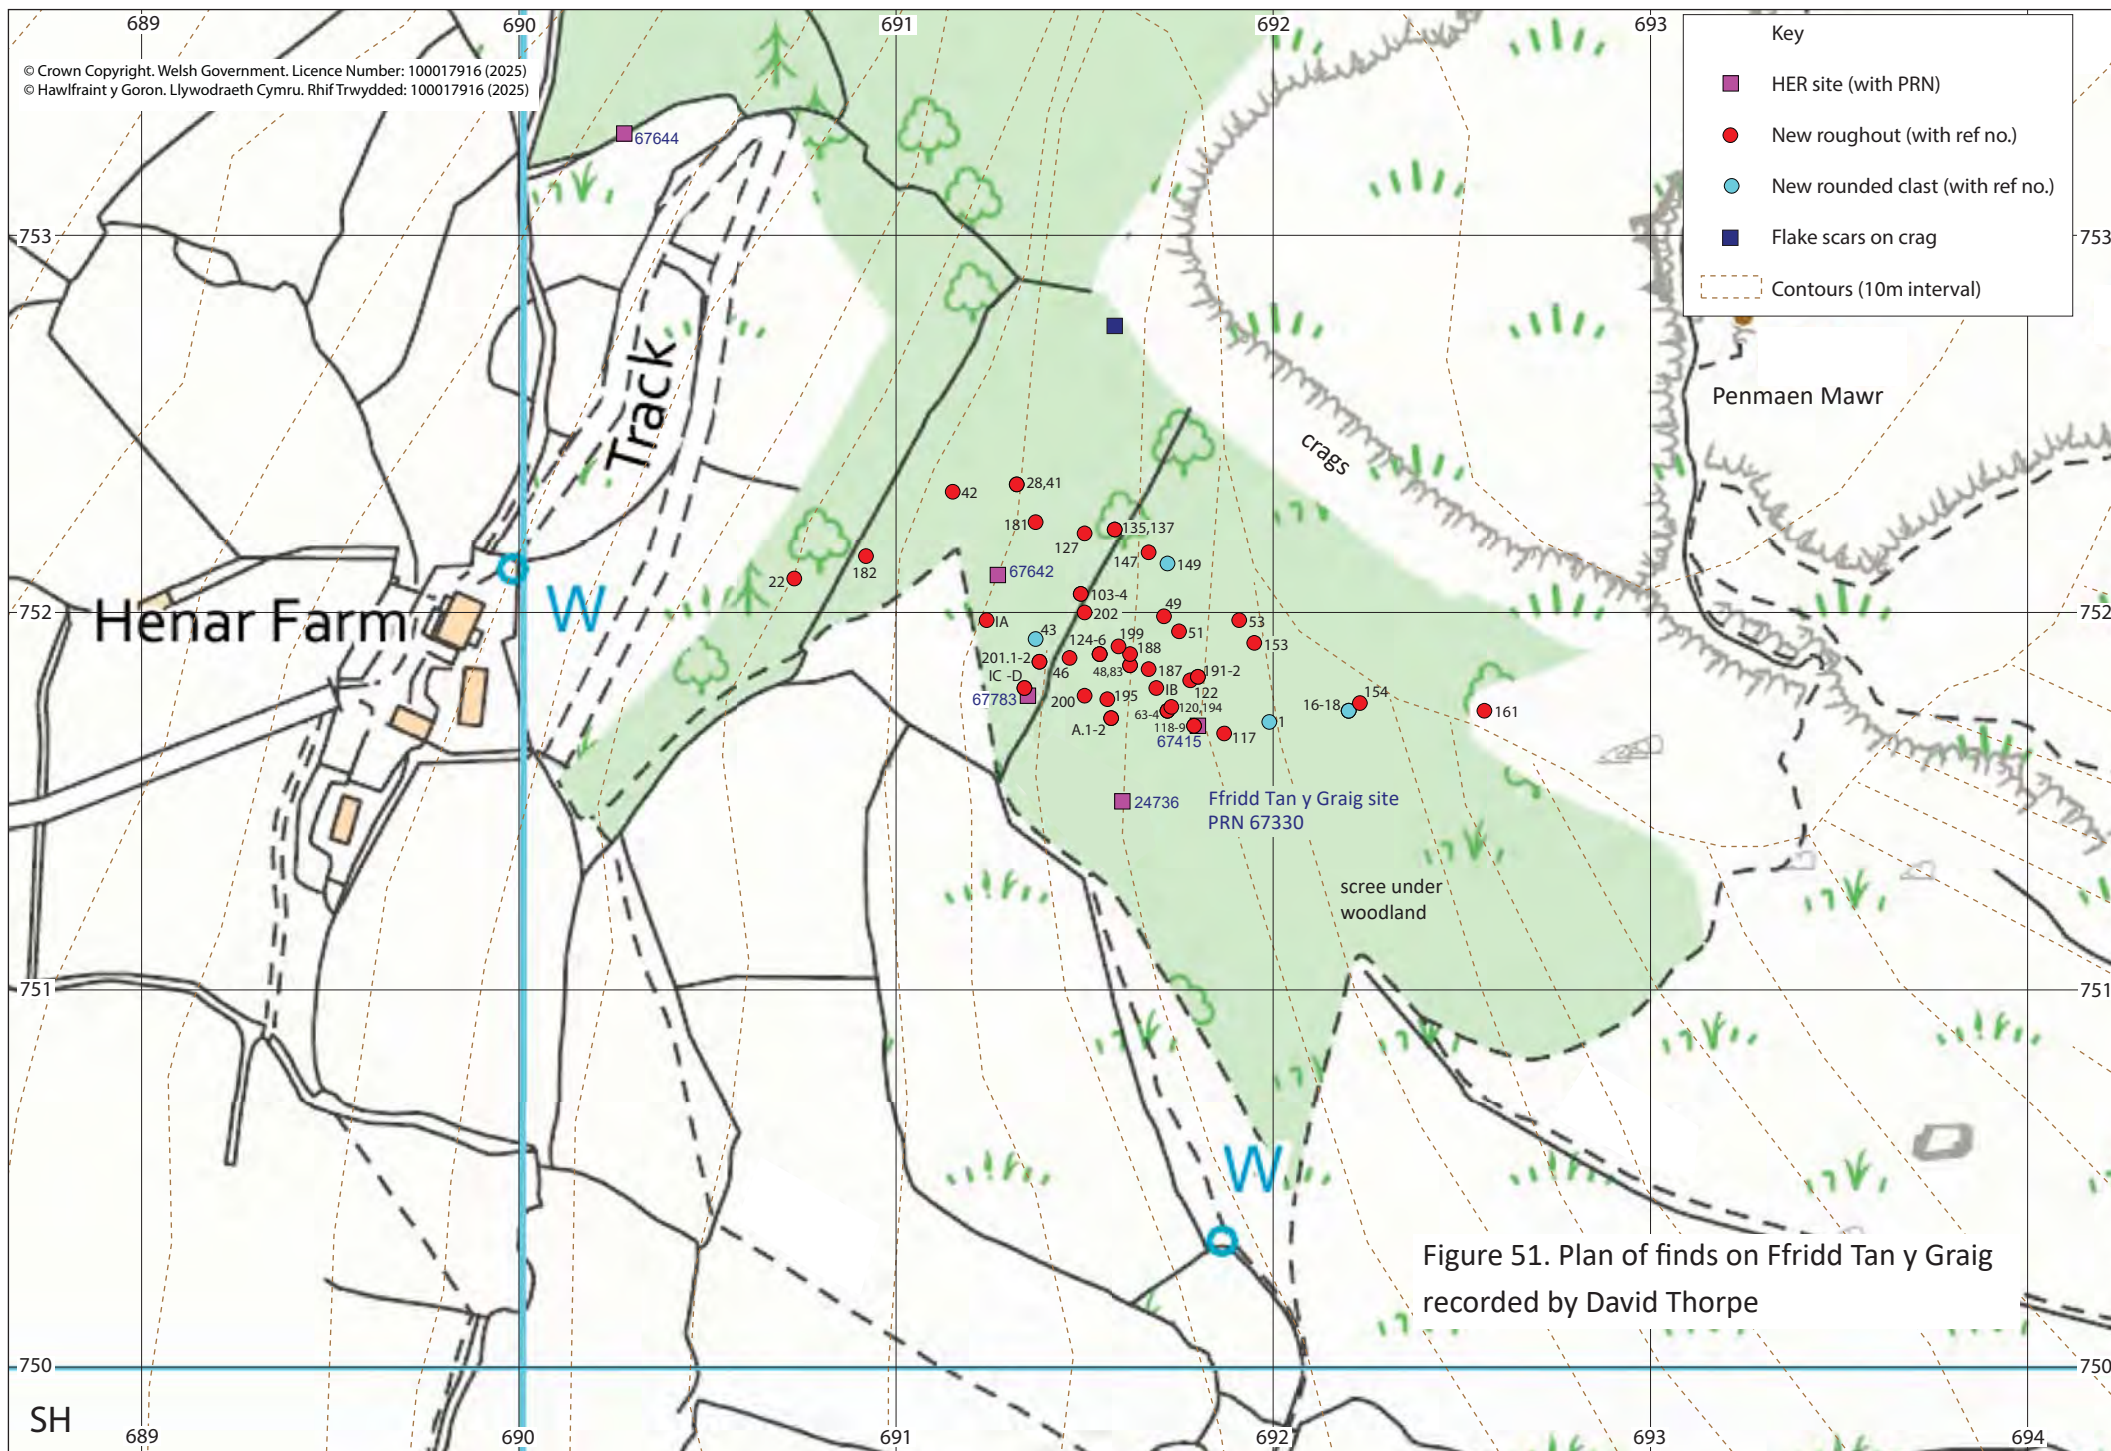 689
690
691
692
693
© Crown Copyright. Welsh Government. Licence Number: 100017916 (2025)
© Hawlfraint y Goron. Llywodraeth Cymru. Rhif Trwydded: 100017916 (2025)
Key
HER site (with PRN)
New roughout (with ref no.)
New rounded clast (with ref no.)
Flake scars on crag
Contours (10m interval)
67644
753
753
Track
Penmaen Mawr
crags
42
28,41
181
127
135,137
147
149
22
182
67642
103-4
202
49
51
53
153
Henar Farm
W
752
752
IA
43
124-6
199
188
201.1-2
46
48,83
187
191-2
IC -D
IB
122
67783
200
195
63-4
120,194
A.1-2
118-9
67415
117
1
16-18
154
161
24736
Ffridd Tan y Graig site
PRN 67330
scree under
woodland
751
751
W
Figure 51. Plan of finds on Ffridd Tan y Graig
recorded by David Thorpe
750
750
SH
689
690
691
692
693
694